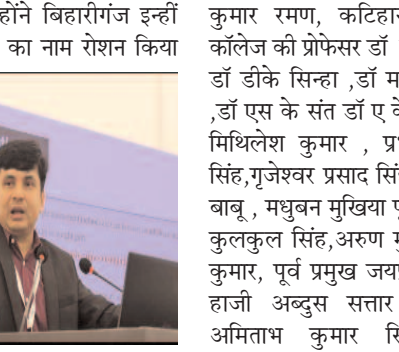 होंने बिहारीगंज इन्हीं
का नाम रोशन किया
कुमार रमण, कटिहार
कॉलेज की प्रोफेसर डॉ
डॉ डीके सिन्हा ,डॉ म
,डॉ एस के संत डॉ ए के
मिथिलेश कुमार , प्र
सिंह,गृजेश्वर प्रसाद सिं
बाबू , मधुबन मुखिया पू
कुलकुल सिंह,अरुण मु
कुमार, पूर्व प्रमुख जय
हाजी अब्दुस सत्तार
अमिताभ कुमार सि